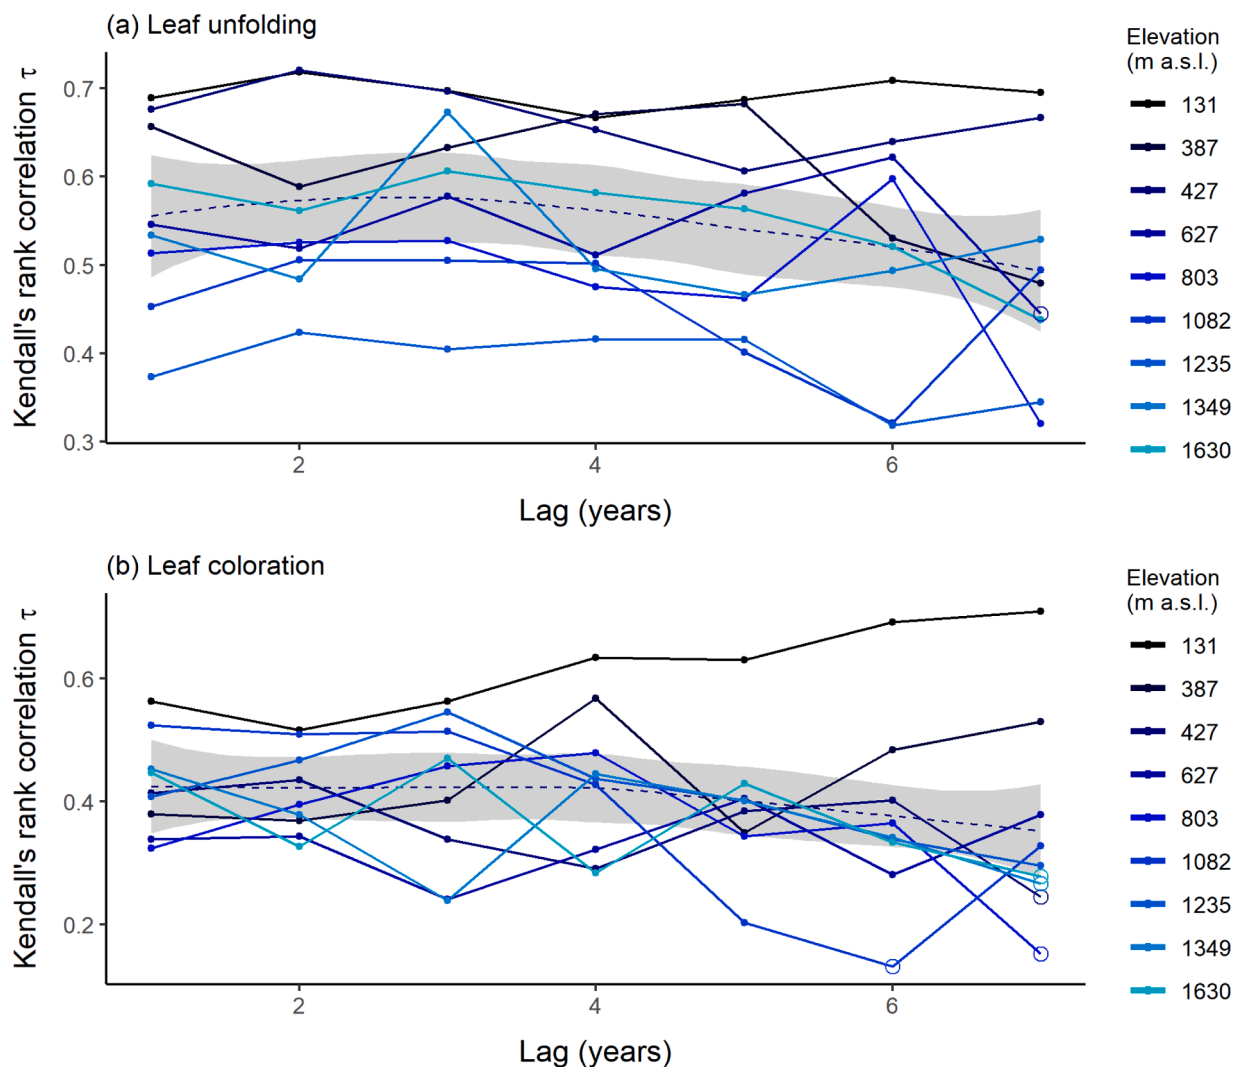 (a) Leaf unfolding
Kendall's rank correlation τ
0.7
0.6
0.5
0.4
0.3
2 4 6
Lag (years)
Elevation
(m a.s.l.)
131
387
427
627
803
1082
1235
1349
1630
(b) Leaf coloration
Kendall's rank correlation τ
0.6
0.4
0.2
2 4 6
Lag (years)
Elevation
(m a.s.l.)
131
387
427
627
803
1082
1235
1349
1630